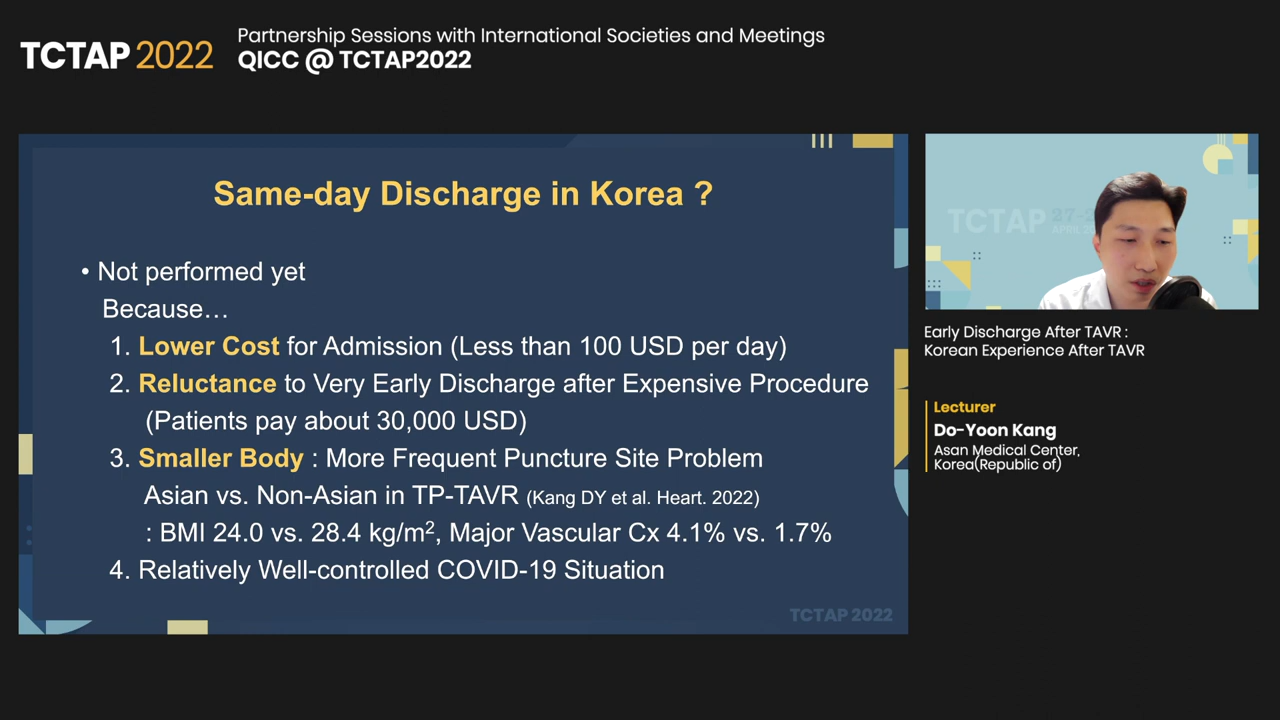 TCTAP 2022
Partnership Sessions with International Societies and Meetings
QICC @ TCTAP2022
Same-day Discharge in Korea ?
• Not performed yet
Because…
1. Lower Cost for Admission (Less than 100 USD per day)
2. Reluctance to Very Early Discharge after Expensive Procedure
(Patients pay about 30,000 USD)
3. Smaller Body : More Frequent Puncture Site Problem
Asian vs. Non-Asian in TP-TAVR (Kang DY et al. Heart. 2022)
: BMI 24.0 vs. 28.4 kg/m², Major Vascular Cx 4.1% vs. 1.7%
4. Relatively Well-controlled COVID-19 Situation
TCTAP 2022
TCTAP
Early Discharge After TAVR :
Korean Experience After TAVR
Lecturer
Do-Yoon Kang
Asan Medical Center,
Korea(Republic of)